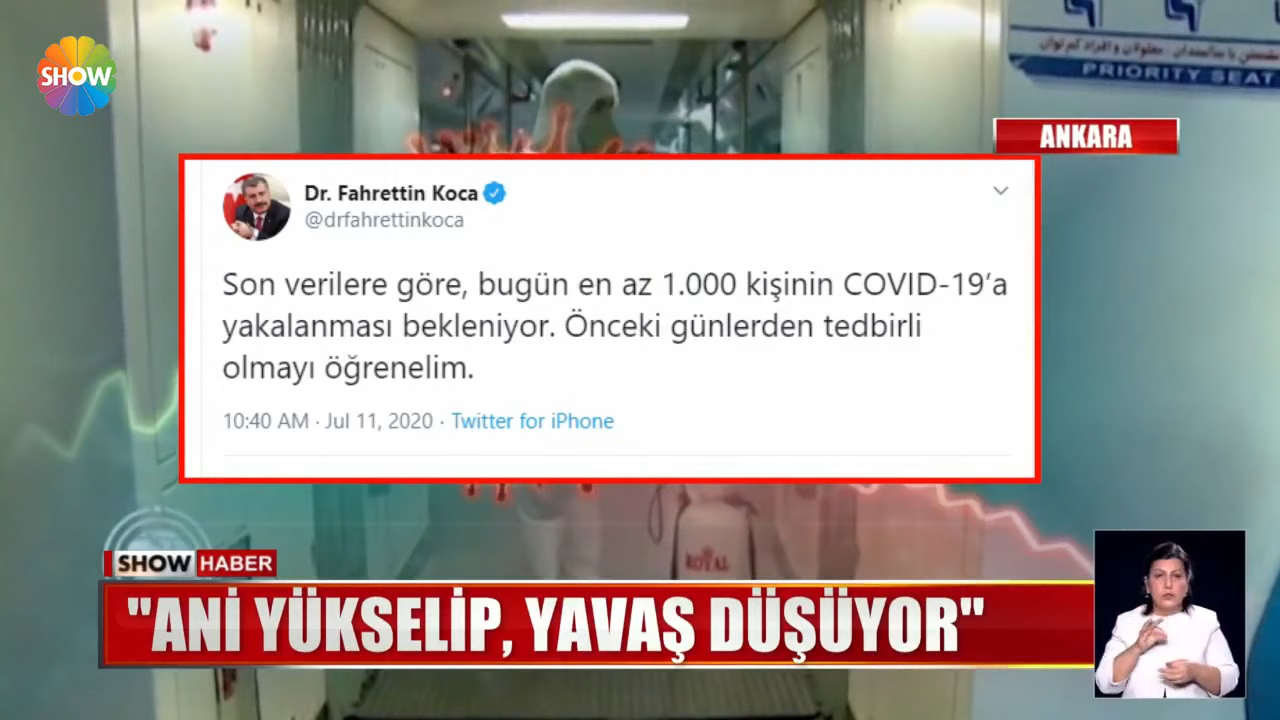 SHOW
PRIORITY SEAT
ANKARA
Dr. Fahrettin Koca
@drfahrettinkoca
Son verilere göre, bugün en az 1.000 kişinin COVID-19’a
yakalanması bekleniyor. Önceki günlerden tedbirli
olmayı öğrenelim.
10:40 AM · Jul 11, 2020 · Twitter for iPhone
ROYAL
SHOW HABER
"ANİ YÜKSELİP, YAVAŞ DÜŞÜYOR"